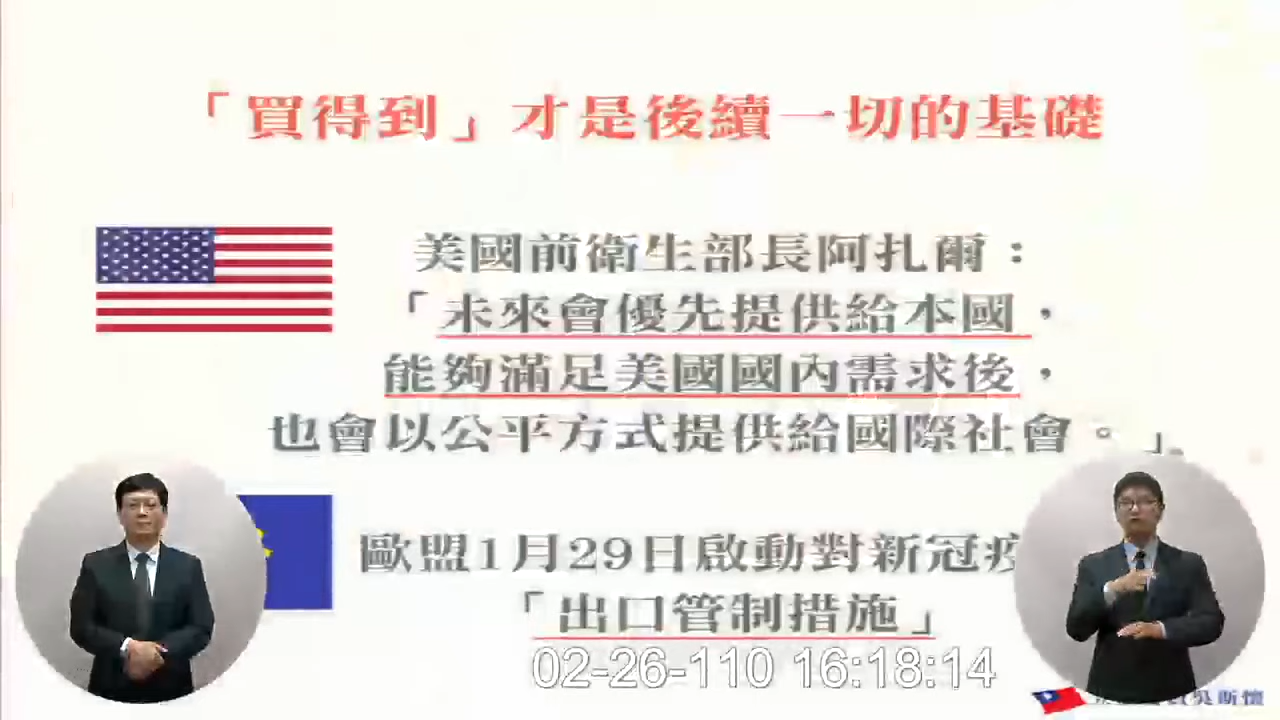 「買得到」才是後續一切的基礎
美國前衛生部長阿扎爾：
「未來會優先提供給本國，
能夠滿足美國國內需求後，
也會以公平方式提供給國際社會。」
歐盟1月29日啟動對新冠疫
「出口管制措施」
02-26-110 16:18:14
吳斯懷